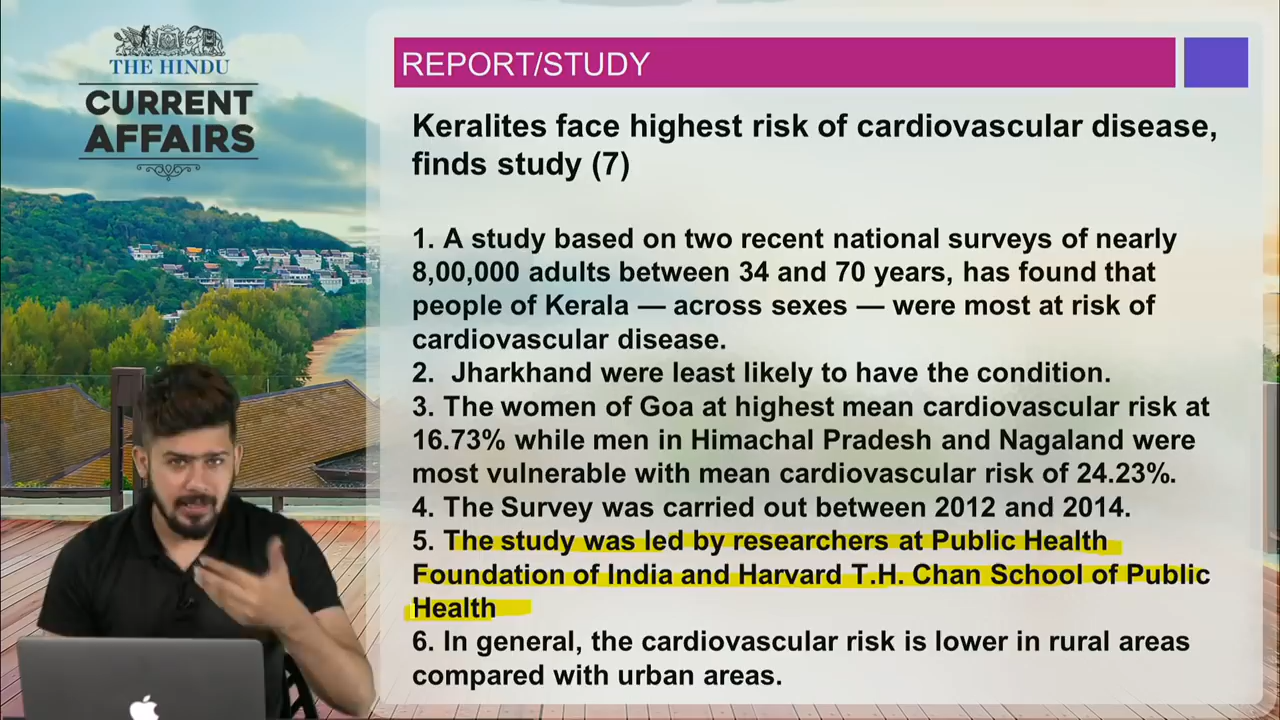 THE HINDU
CURRENT
AFFAIRS
REPORT/STUDY
Keralites face highest risk of cardiovascular disease,
finds study (7)
1. A study based on two recent national surveys of nearly
8,00,000 adults between 34 and 70 years, has found that
people of Kerala — across sexes — were most at risk of
cardiovascular disease.
2. Jharkhand were least likely to have the condition.
3. The women of Goa at highest mean cardiovascular risk at
16.73% while men in Himachal Pradesh and Nagaland were
most vulnerable with mean cardiovascular risk of 24.23%.
4. The Survey was carried out between 2012 and 2014.
5. The study was led by researchers at Public Health
Foundation of India and Harvard T.H. Chan School of Public
Health
6. In general, the cardiovascular risk is lower in rural areas
compared with urban areas.